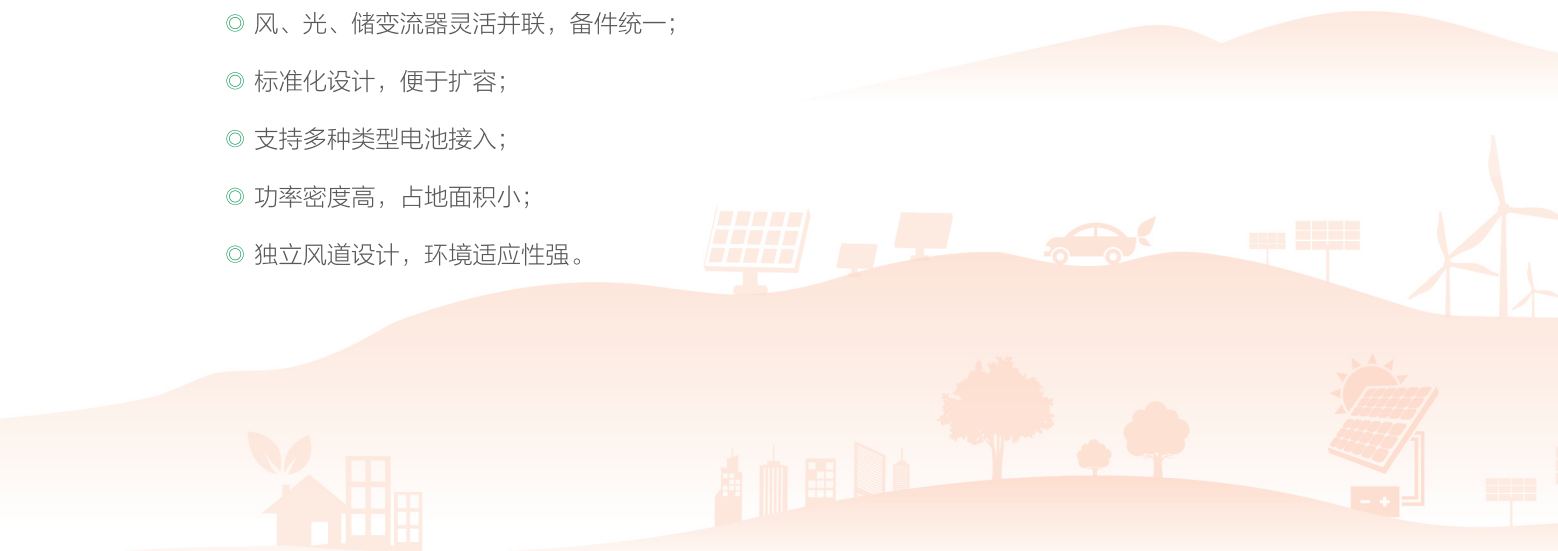 ◎ 风、光、储变流器灵活并联，备件统一；
◎ 标准化设计，便于扩容；
◎ 支持多种类型电池接入；
◎ 功率密度高，占地面积小；
◎ 独立风道设计，环境适应性强。